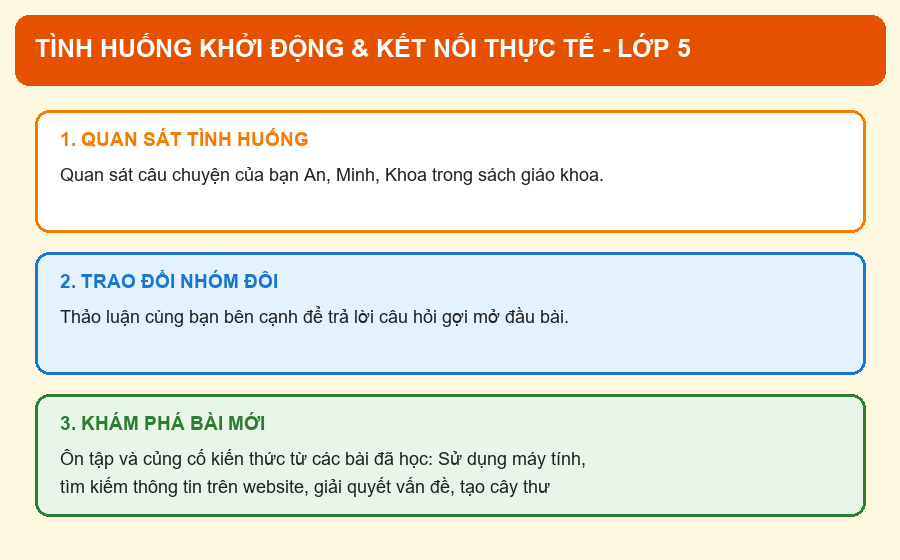 TÌNH HUỐNG KHỞI ĐỘNG & KẾT NỐI THỰC TẾ - LỚP 5
1. QUAN SÁT TÌNH HUỐNG
Quan sát câu chuyện của bạn An, Minh, Khoa trong sách giáo khoa.
2. TRAO ĐỔI NHÓM ĐÔI
Thảo luận cùng bạn bên cạnh để trả lời câu hỏi gợi mở đầu bài.
3. KHÁM PHÁ BÀI MỚI
Ôn tập và củng cố kiến thức từ các bài đã học: Sử dụng máy tính,
tìm kiếm thông tin trên website, giải quyết vấn đề, tạo cây thư